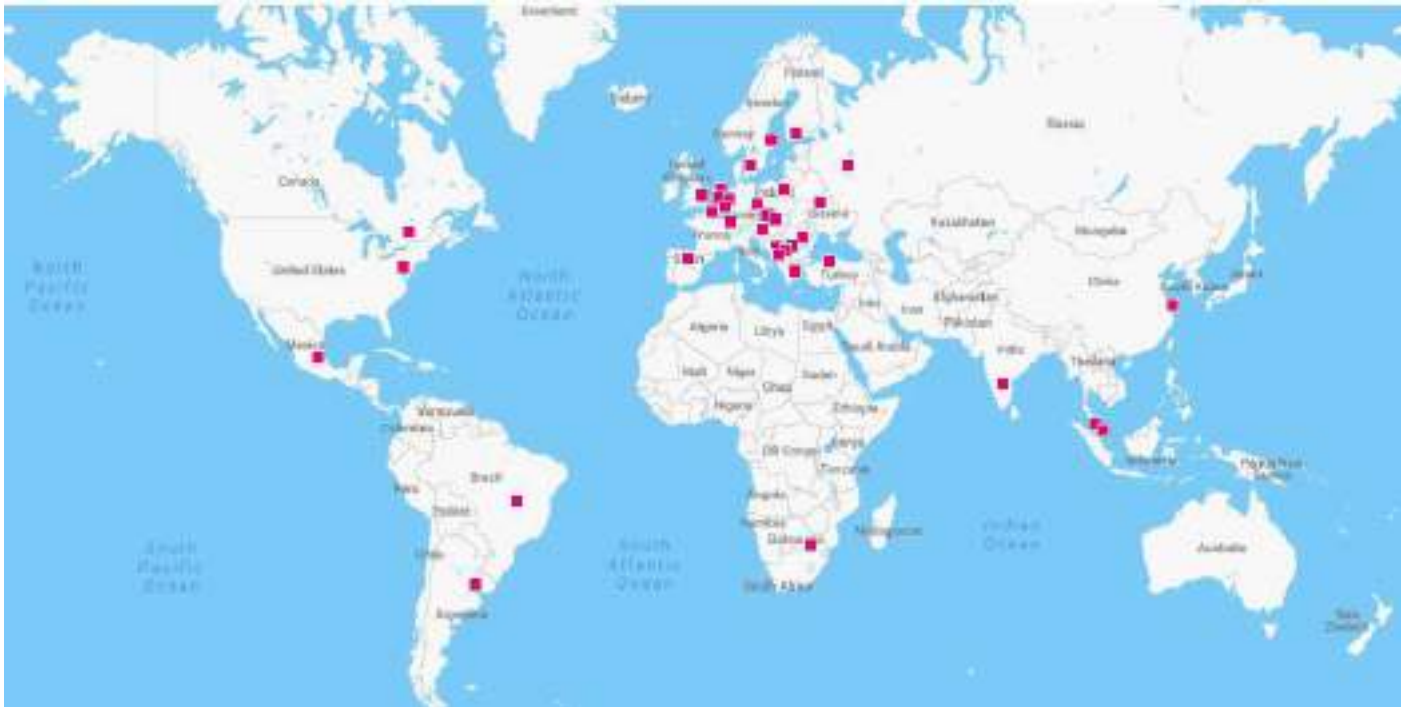 Iceland
Finland
Sweden
Norway
Russia
Canada
United
Ukraine
Kazakhstan
Mongolia
France
Spain
Turkey
United States
North
Pacific
Ocean
North
Atlantic
Ocean
China
South Korea
Japan
Afghanistan
Iraq
Iran
Pakistan
Algeria
Libya
Egypt
Saudi Arabia
India
Thailand
Mexico
Mali
Niger
Chad
Sudan
Nigeria
Ethiopia
Venezuela
Colombia
DR Congo
Kenya
Tanzania
Indonesia
Papua New
Guinea
Peru
Brazil
Bolivia
Angola
Namibia
Botswana
Madagascar
Chile
South
Pacific
Ocean
South
Atlantic
Ocean
Indian
Ocean
Australia
South Africa
Argentina
New
Zealand